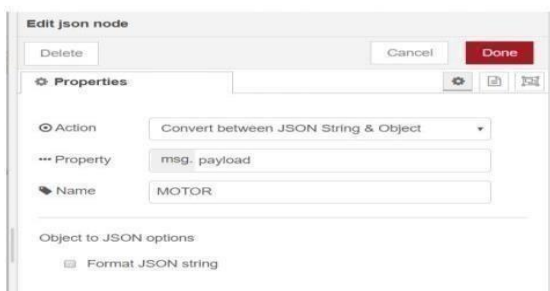 Edit json node
Delete Cancel Done
Properties
Action Convert between JSON String & Object
Property msg. payload
Name MOTOR
Object to JSON options
Format JSON string